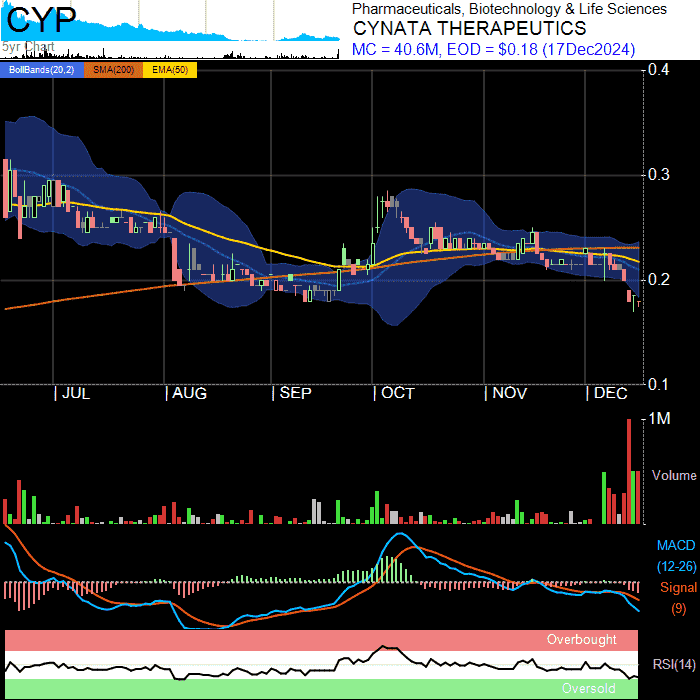 CYP
5yr Chart
Pharmaceuticals, Biotechnology & Life Sciences
CYNATA THERAPEUTICS
MC = 40.6M, EOD = $0.18 (17Dec2024)
BollBands(20,2) SMA(200) EMA(50)
0.4
0.3
0.2
0.1
JUL AUG SEP OCT NOV DEC
1M
Volume
MACD
(12-26)
Signal
(9)
Overbought
RSI(14)
Oversold